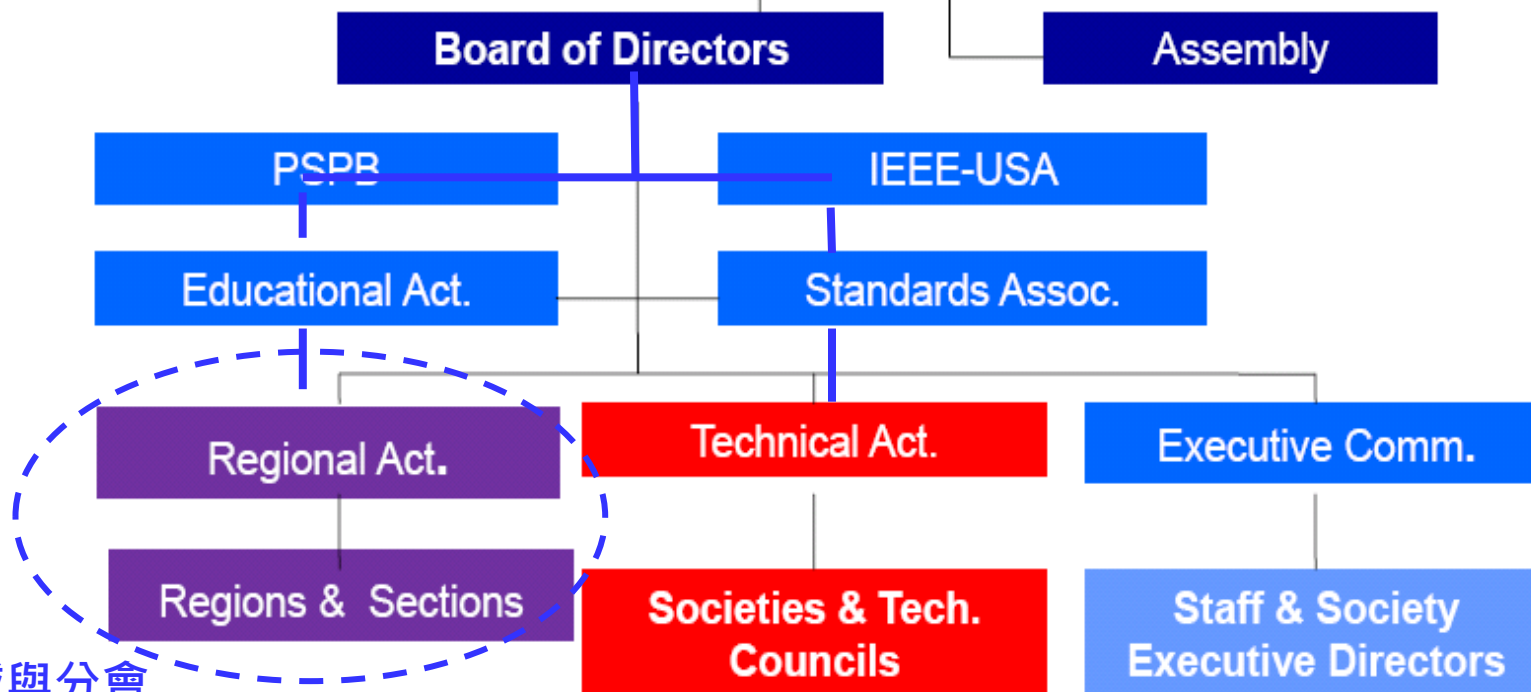 Board of Directors
Assembly
PSPB
IEEE-USA
Educational Act.
Standards Assoc.
Regional Act.
Technical Act.
Executive Comm.
Regions & Sections
Societies & Tech.
Councils
Staff & Society
Executive Directors
與分會